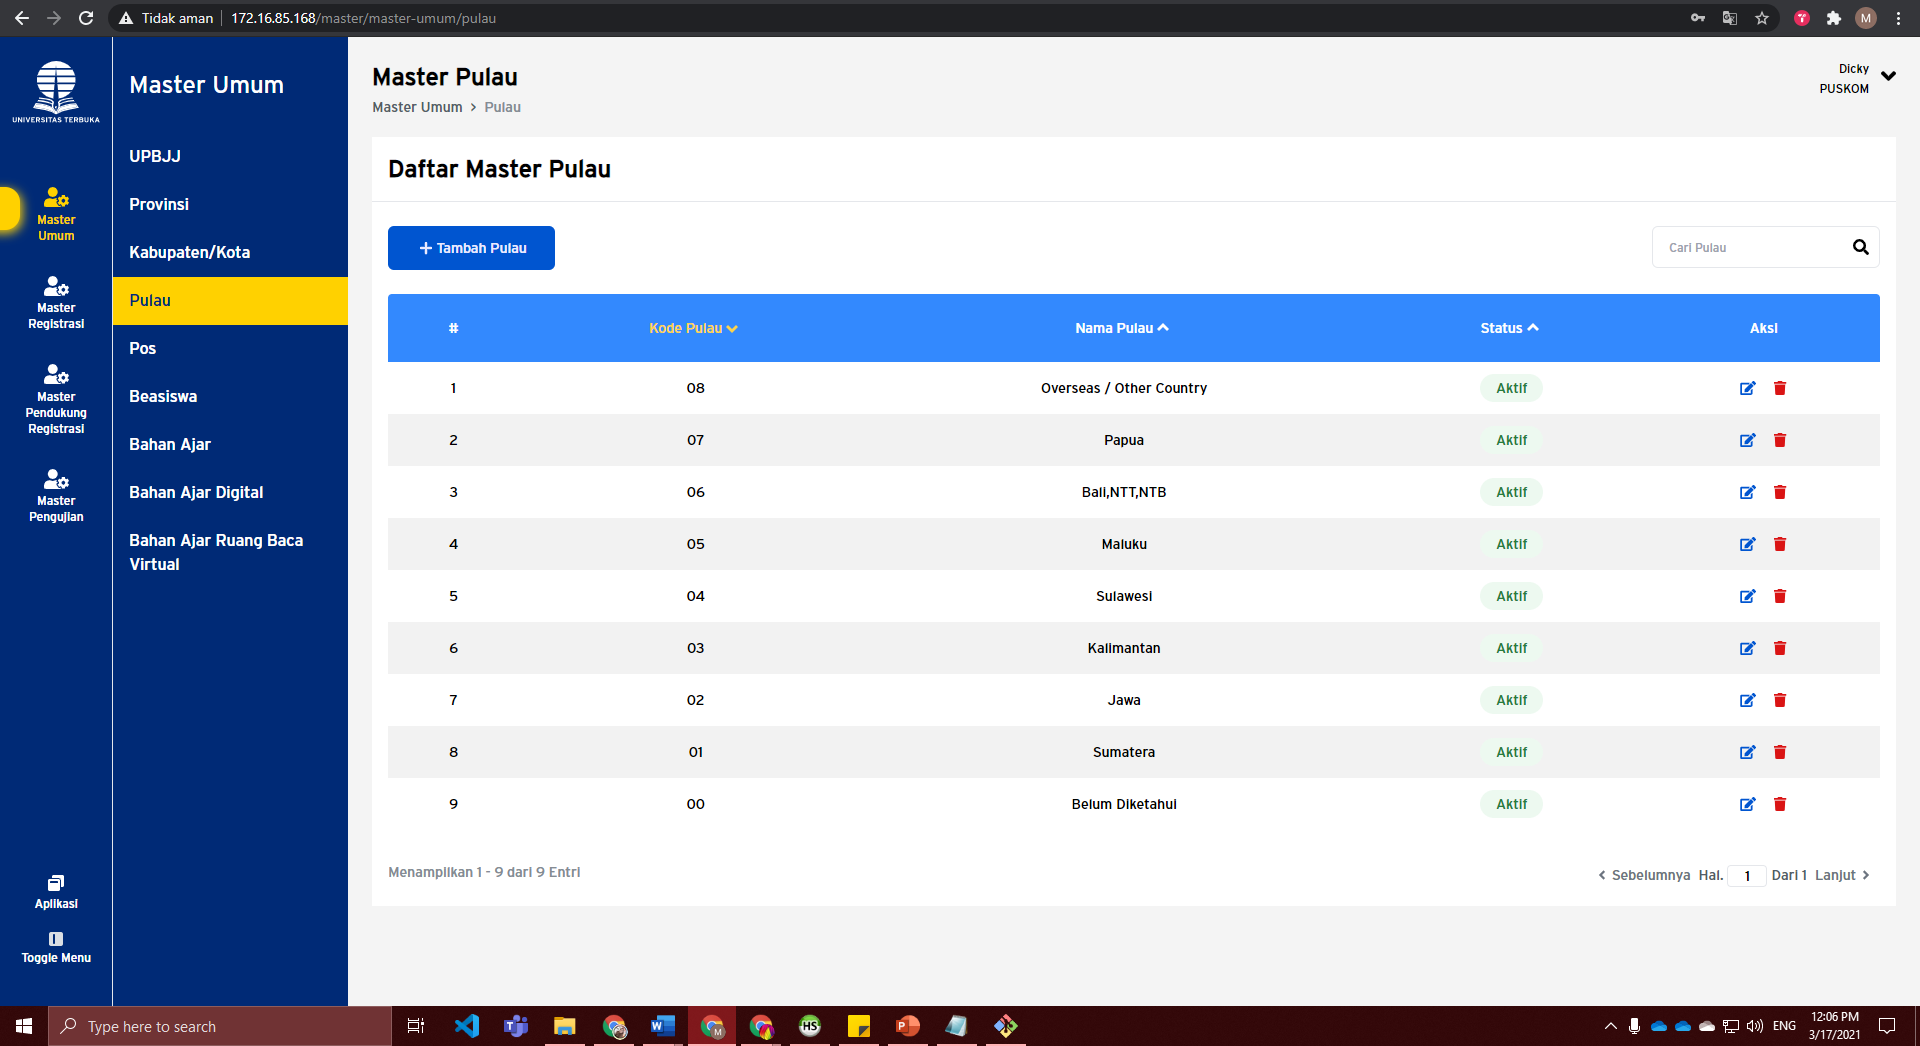 Tidak aman
172.16.85.168/master/master-umum/pulau
M
UNIVERSITAS TERBUKA
Master
Umum
Master
Registrasi
Master
Pendukung
Registrasi
Master
Pengujian
Aplikasi
Toggle Menu
Master Umum
UPBJJ
Provinsi
Kabupaten/Kota
Pulau
Pos
Beasiswa
Bahan Ajar
Bahan Ajar Digital
Bahan Ajar Ruang Baca
Virtual
Master Pulau
Master Umum > Pulau
Dicky
PUSKOM
Daftar Master Pulau
+ Tambah Pulau
Cari Pulau
# Kode Pulau Nama Pulau Status Aksi
1 08 Overseas / Other Country Aktif
2 07 Papua Aktif
3 06 Bali,NTT,NTB Aktif
4 05 Maluku Aktif
5 04 Sulawesi Aktif
6 03 Kalimantan Aktif
7 02 Jawa Aktif
8 01 Sumatera Aktif
9 00 Belum Diketahui Aktif
Menampilkan 1 - 9 dari 9 Entri
< Sebelumnya Hal. 1 Dari 1 Lanjut >
Type here to search
HS
ENG
12:06 PM
3/17/2021